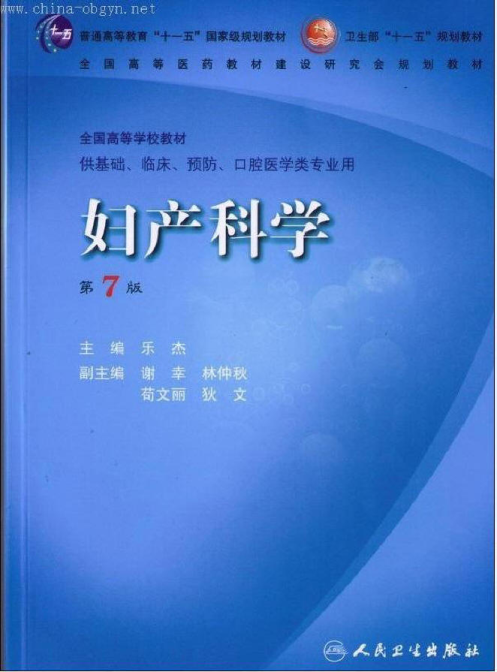 www.china-obgyn.net
十一五
普通高等教育“十一五”国家级规划教材
卫生部“十一五”规划教材
全国高等医药教材建设研究会规划教材
全国高等学校教材
供基础、临床、预防、口腔医学类专业用
妇产科学
第7版
主编 乐杰
副主编 谢幸 林仲秋
苟文丽 狄文
人民卫生出版社